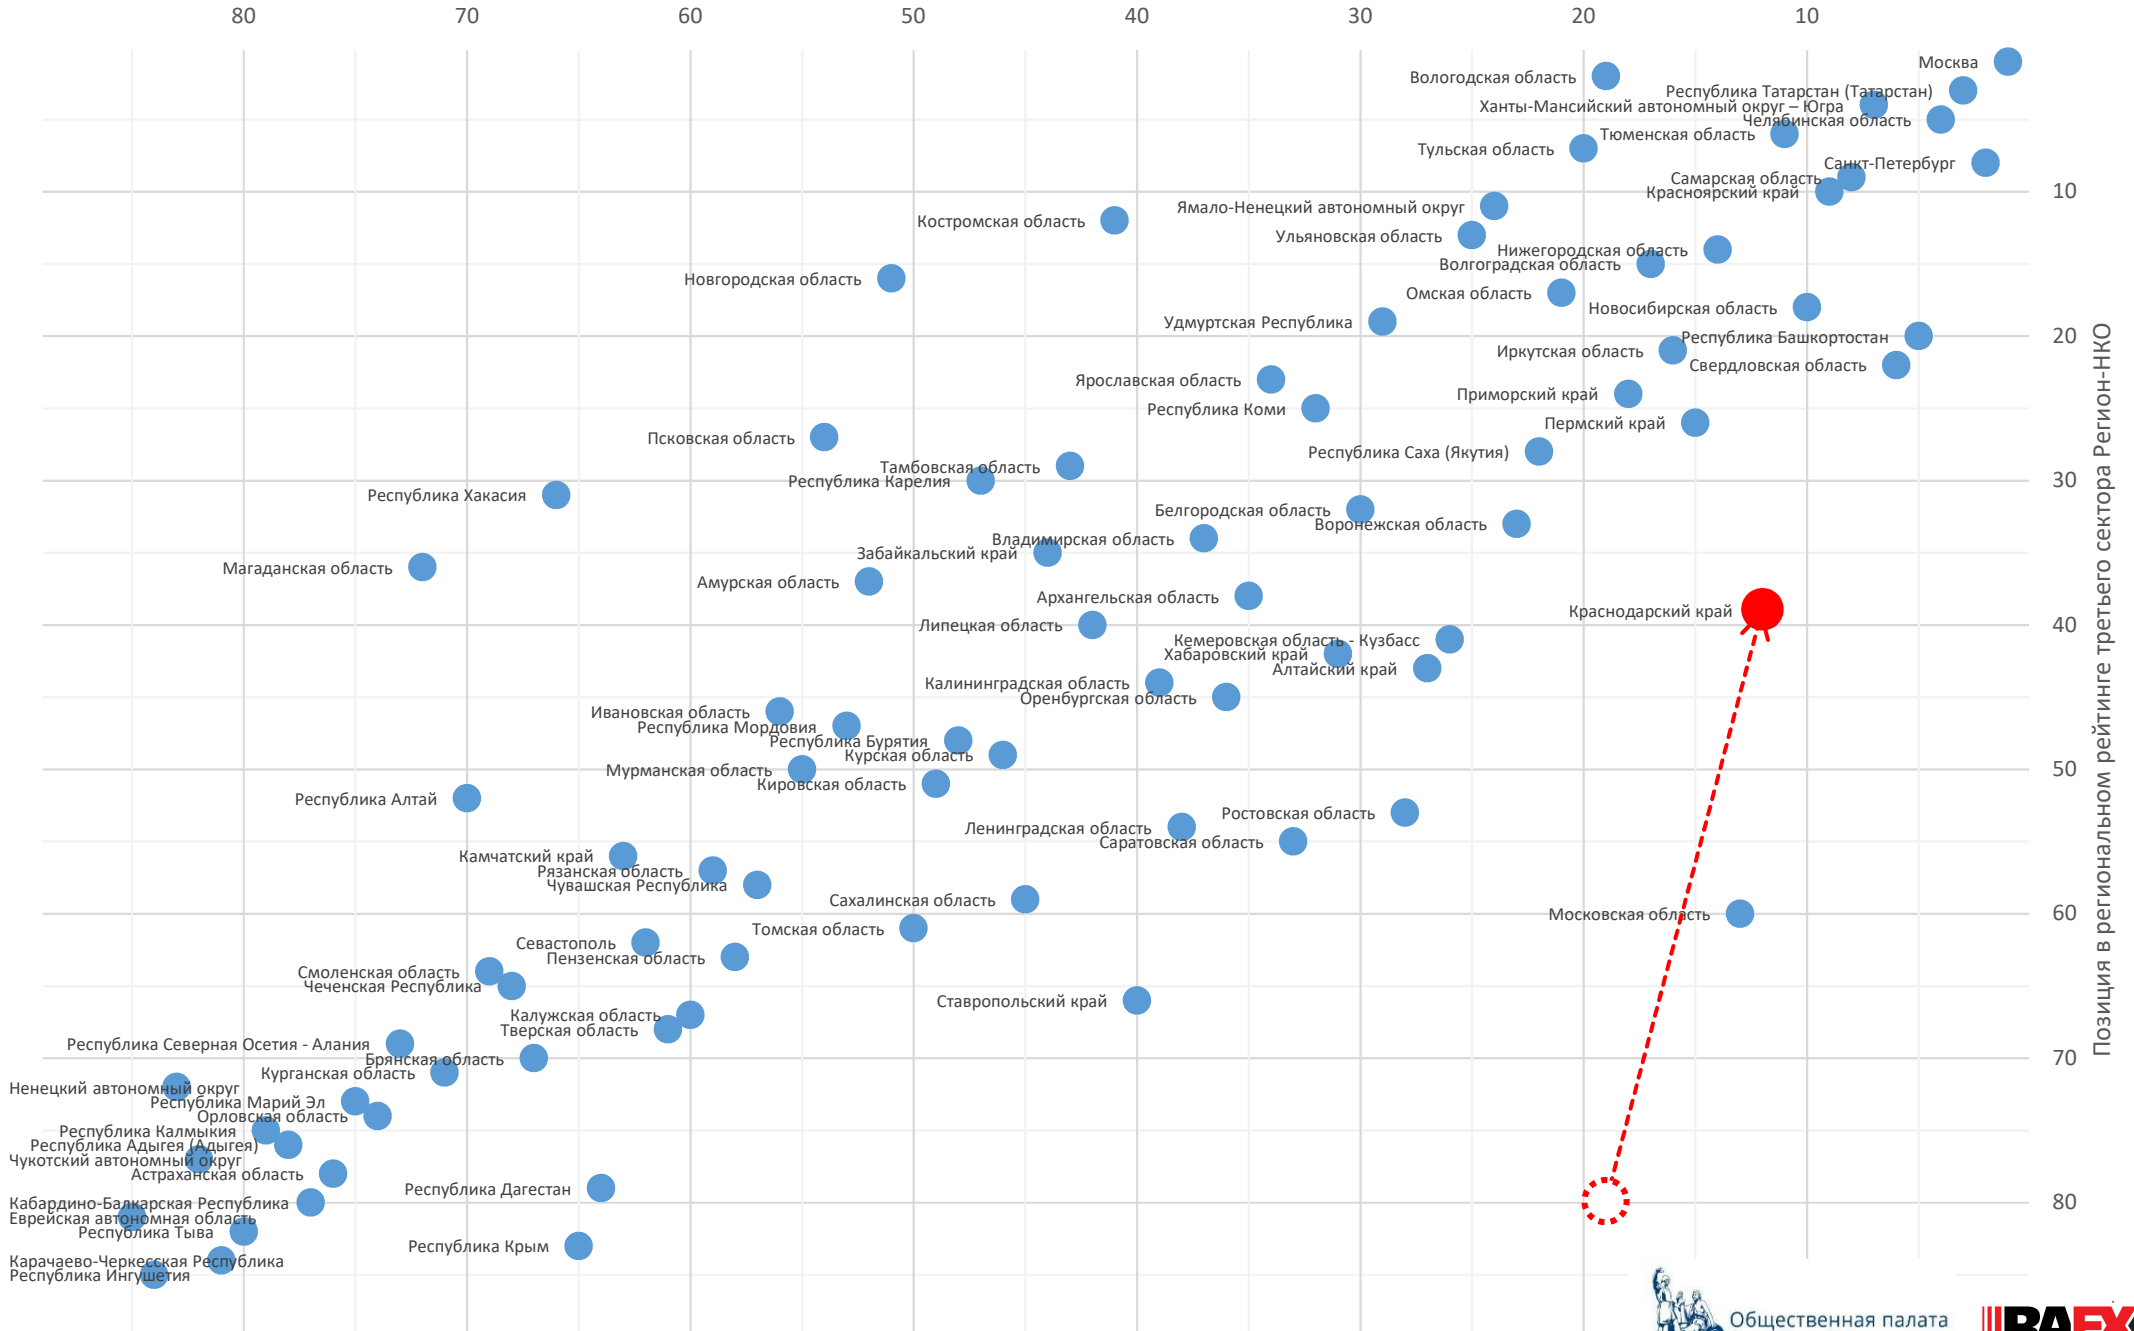 80 70 60 50 40 30 20 10
Москва
Вологодская область
Республика Татарстан (Татарстан)
Ханты-Мансийский автономный округ – Югра
Челябинская область
Тюменская область
Тульская область
Санкт-Петербург
Самарская область
Красноярский край
10
Ямало-Ненецкий автономный округ
Костромская область
Ульяновская область
Нижегородская область
Волгоградская область
Новгородская область
Омская область
Новосибирская область
Удмуртская Республика
Республика Башкортостан
20
Иркутская область
Свердловская область
Ярославская область
Приморский край
Республика Коми
Пермский край
Псковская область
Республика Саха (Якутия)
Тамбовская область
Республика Карелия
30
Республика Хакасия
Белгородская область
Воронежская область
Владимирская область
Забайкальский край
Магаданская область
Амурская область
Архангельская область
Краснодарский край
Липецкая область
40
Кемеровская область - Кузбасс
Хабаровский край
Алтайский край
Калининградская область
Оренбургская область
Ивановская область
Республика Мордовия
Республика Бурятия
Курская область
Мурманская область
50
Кировская область
Республика Алтай
Ростовская область
Ленинградская область
Саратовская область
Камчатский край
Рязанская область
Чувашская Республика
Сахалинская область
Московская область
60
Томская область
Севастополь
Пензенская область
Смоленская область
Чеченская Республика
Ставропольский край
Калужская область
Тверская область
Республика Северная Осетия - Алания
Брянская область
70
Курганская область
Ненецкий автономный округ
Республика Марий Эл
Орловская область
Республика Калмыкия
Республика Адыгея (Адыгея)
Чукотский автономный округ
Астраханская область
Республика Дагестан
Кабардино-Балкарская Республика
80
Еврейская автономная область
Республика Тыва
Республика Крым
Карачаево-Черкесская Республика
Республика Ингушетия
Позиция в региональном рейтинге третьего сектора Регион-НКО
Общественная палата